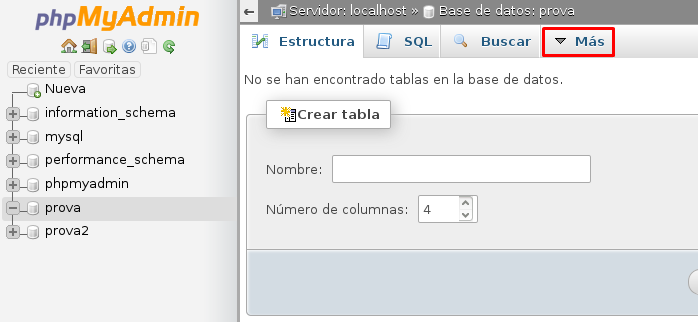 phpMyAdmin
Reciente Favoritas
Nueva
information_schema
mysql
performance_schema
phpmyadmin
prova
prova2
Servidor: localhost » Base de datos: prova
Estructura SQL Buscar Más
No se han encontrado tablas en la base de datos.
Crear tabla
Nombre:
Número de columnas: 4